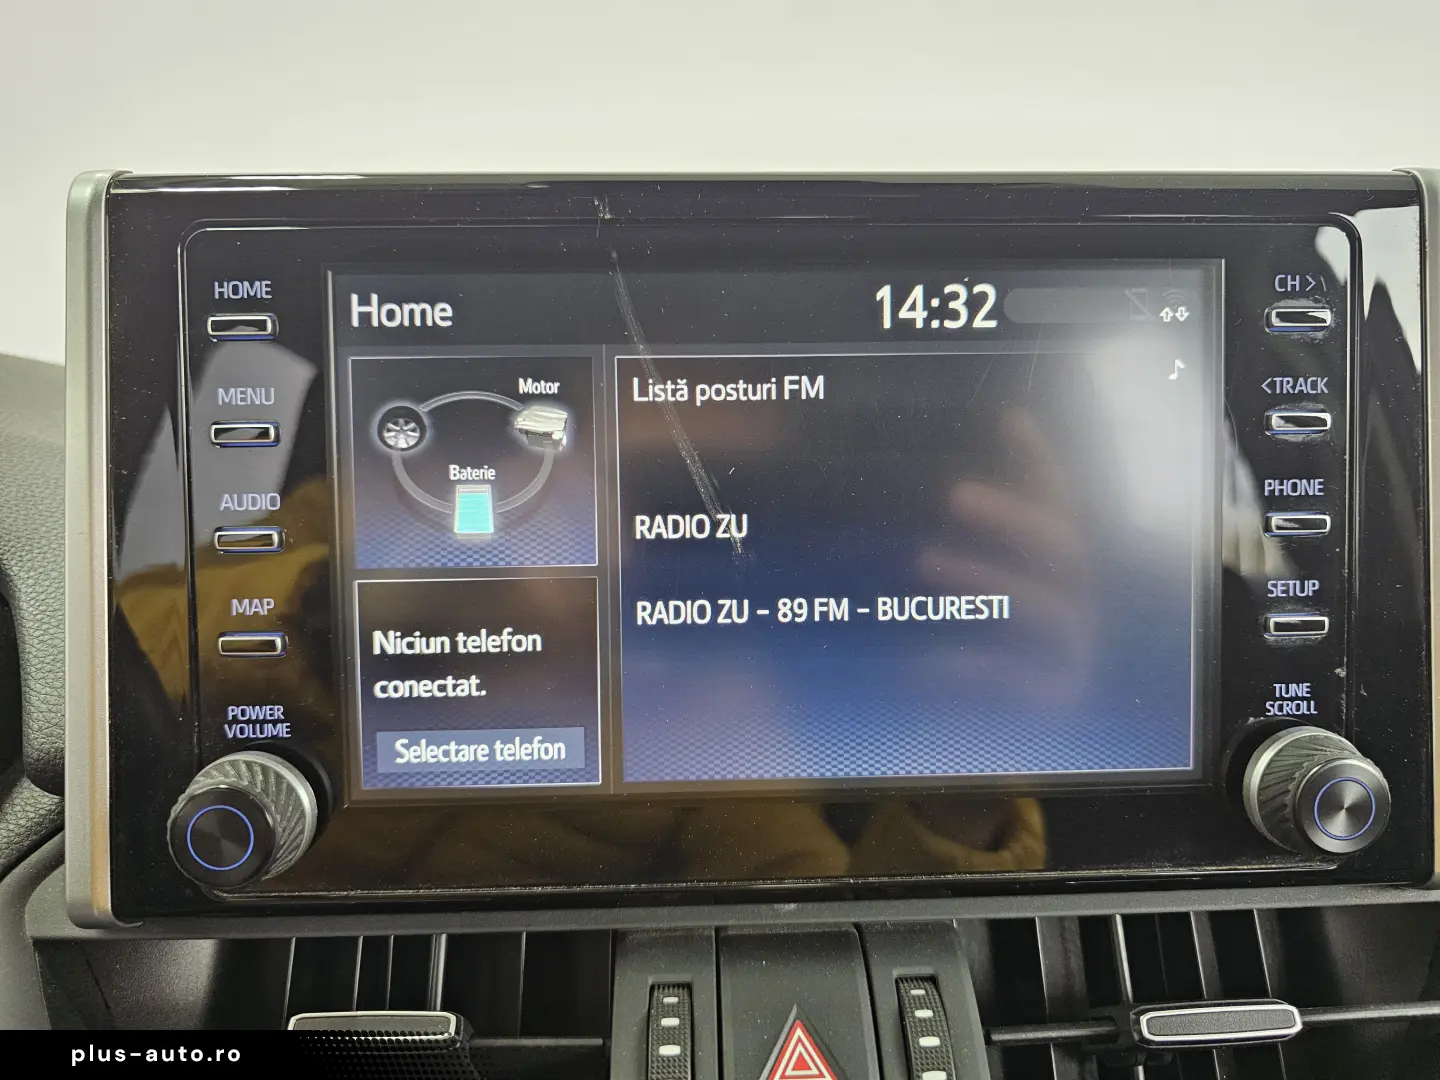 HOME
MENU
AUDIO
MAP
POWER
VOLUME
Home
14:32
Motor
Baterie
Niciun telefon
conectat.
Selectare telefon
Listă posturi FM
RADIO ZU
RADIO ZU - 89 FM - BUCURESTI
CH >
<TRACK
PHONE
SETUP
TUNE
SCROLL
plus-auto.ro